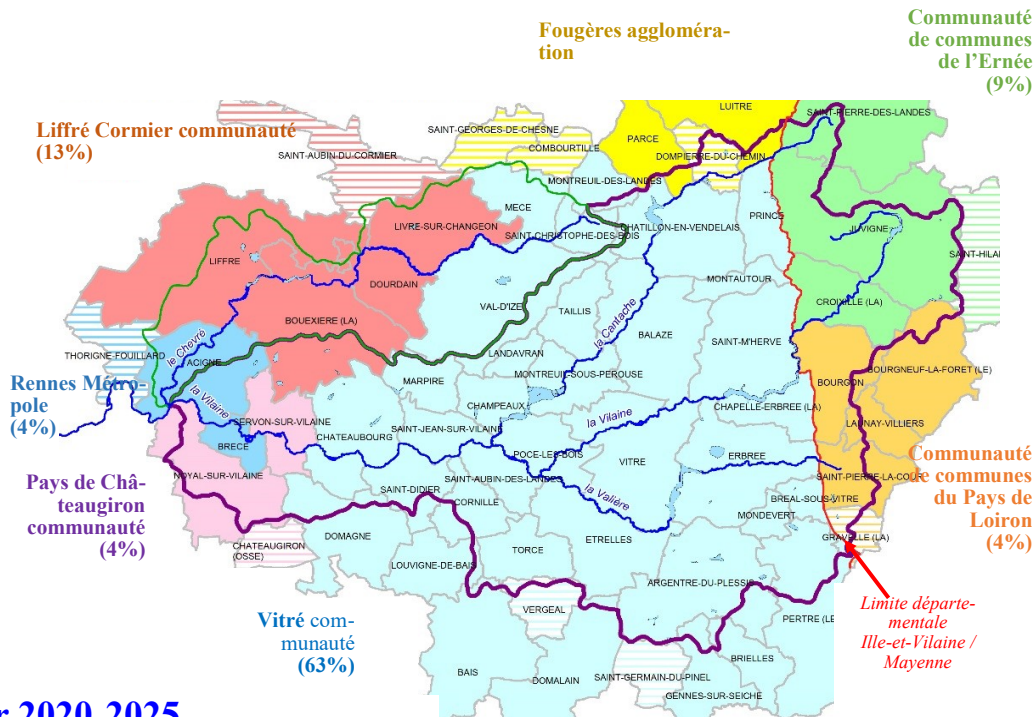 Fougères aggloméra-
tion
Communauté
de communes
de l'Ernée
(9%)
Liffré Cormier communauté
(13%)
LUITRE
SAINT-PIERRE-DES-LANDES
SAINT-GEORGES-DE-CHESNE
PARCE
COMBOURTILLE
SAINT-AUBIN-DU-CORMIER
DOMPIERRE-DU-CHEMIN
MONTREUIL-DES-LANDES
MECE
PRINCE
LIVRE-SUR-CHANGEON
CHATILLON-EN-VENDELAIS
JUVIGNE
SAINT-CHRISTOPHE-DES-BOIS
SAINT-HILAI
LIFFRE
MONTAUTOUR
DOURDAIN
CROIXILLE (LA)
VAL-D'IZE
TAILLIS
BOUEXIERE (LA)
la Cantache
BALAZE
SAINT-M'HERVE
le Chevré
THORIGNE-FOUILLARD
LANDAVRAN
ACIGNE
BOURGNEUF-LA-FORET (LE)
MONTREUIL-SOUS-PEROUSE
MARPIRE
BOURGON
Rennes Métro-
pole
(4%)
la Vilaine
CHAMPEAUX
CHAPELLE-ERBREE (LA)
la Vilaine
SERVON-SUR-VILAINE
LAUNAY-VILLIERS
SAINT-JEAN-SUR-VILAINE
CHATEAUBOURG
BRECE
POCE-LES-BOIS
VITRE
ERBREE
Communauté
de communes
du Pays de
Loiron
(4%)
NOYAL-SUR-VILAINE
SAINT-AUBIN-DES-LANDES
SAINT-PIERRE-LA-COUR
Pays de Châ-
teaugiron
communauté
(4%)
SAINT-DIDIER
la Valière
CORNILLE
BREAL-SOUS-VITRE
MONDEVERT
DOMAGNE
ETRELLES
GRAVELLE (LA)
CHATEAUGIRON
(OSSE)
TORCE
LOUVIGNE-DE-BAIS
ARGENTRE-DU-PLESSIS
VERGEAL
PERTRE (LE
Limite départe-
mentale
Ille-et-Vilaine /
Mayenne
Vitré com-
munauté
(63%)
BRIELLES
BAIS
DOMALAIN
SAINT-GERMAIN-DU-PINEL
GENNES-SUR-SEICHE
r 2020-2025